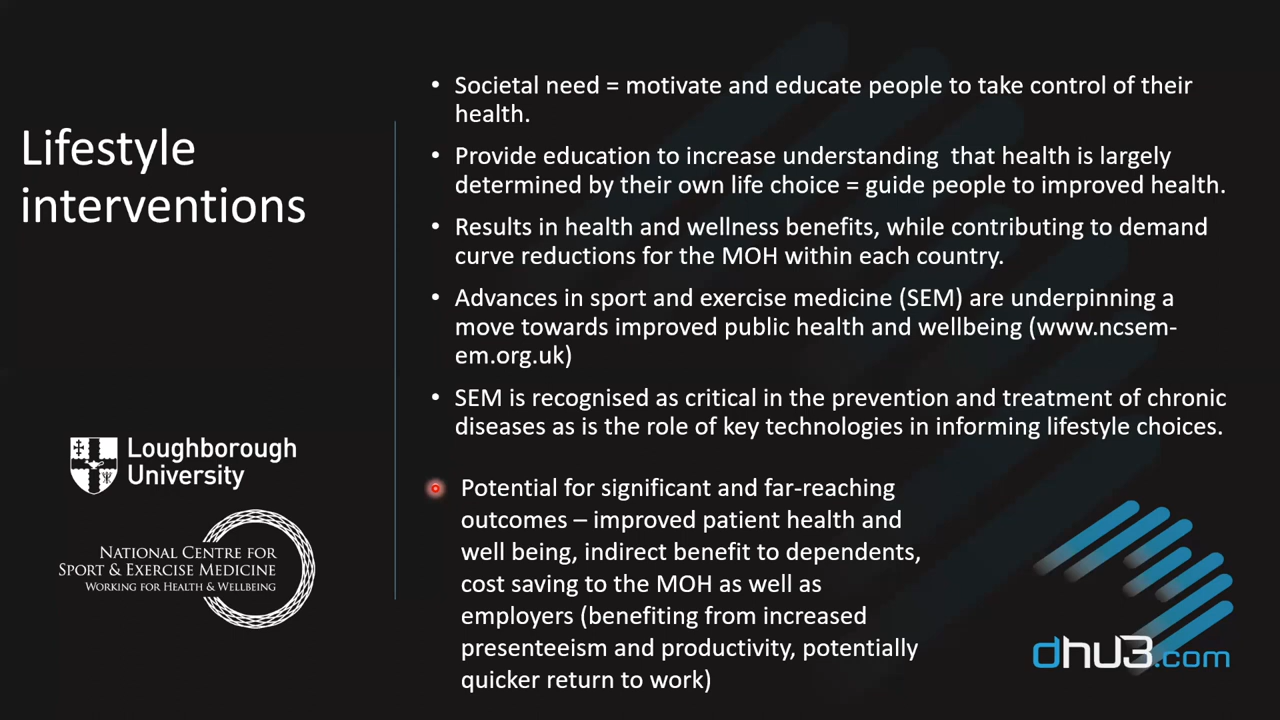 Lifestyle
interventions
• Societal need = motivate and educate people to take control of their
health.
• Provide education to increase understanding  that health is largely
determined by their own life choice = guide people to improved health.
• Results in health and wellness benefits, while contributing to demand
curve reductions for the MOH within each country.
• Advances in sport and exercise medicine (SEM) are underpinning a
move towards improved public health and wellbeing (www.ncsem-
em.org.uk)
• SEM is recognised as critical in the prevention and treatment of chronic
diseases as is the role of key technologies in informing lifestyle choices.
• Potential for significant and far-reaching
outcomes – improved patient health and
well being, indirect benefit to dependents,
cost saving to the MOH as well as
employers (benefiting from increased
presenteeism and productivity, potentially
quicker return to work)
Loughborough
University
NATIONAL CENTRE FOR
SPORT & EXERCISE MEDICINE
WORKING FOR HEALTH & WELLBEING
dhu3.com